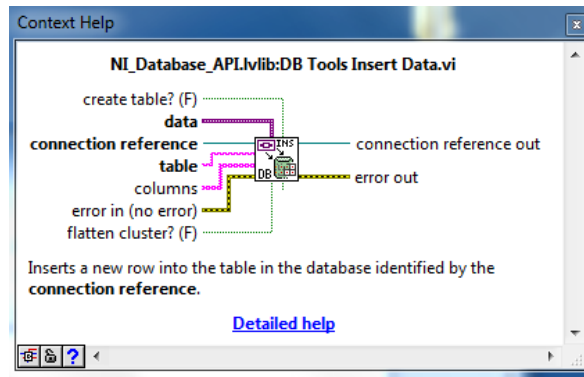 Context Help
x
NI_Database_API.lvlib:DB Tools Insert Data.vi
create table? (F)
data
connection reference
table
columns
error in (no error)
flatten cluster? (F)
INS
DB
connection reference out
error out
Inserts a new row into the table in the database identified by the
connection reference.
Detailed help
?